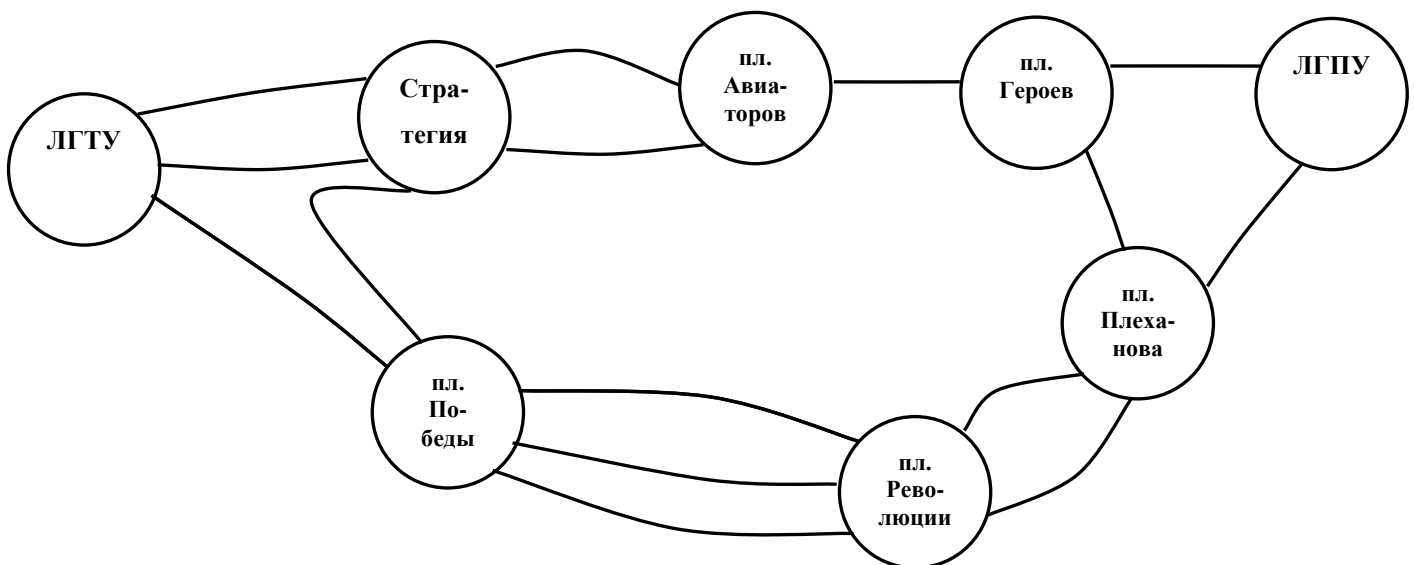 ЛГТУ
Стра-
тегия
пл.
Авиа-
торов
пл.
Героев
ЛГПУ
пл.
Плеха-
нова
пл.
По-
беды
пл.
Рево-
люции